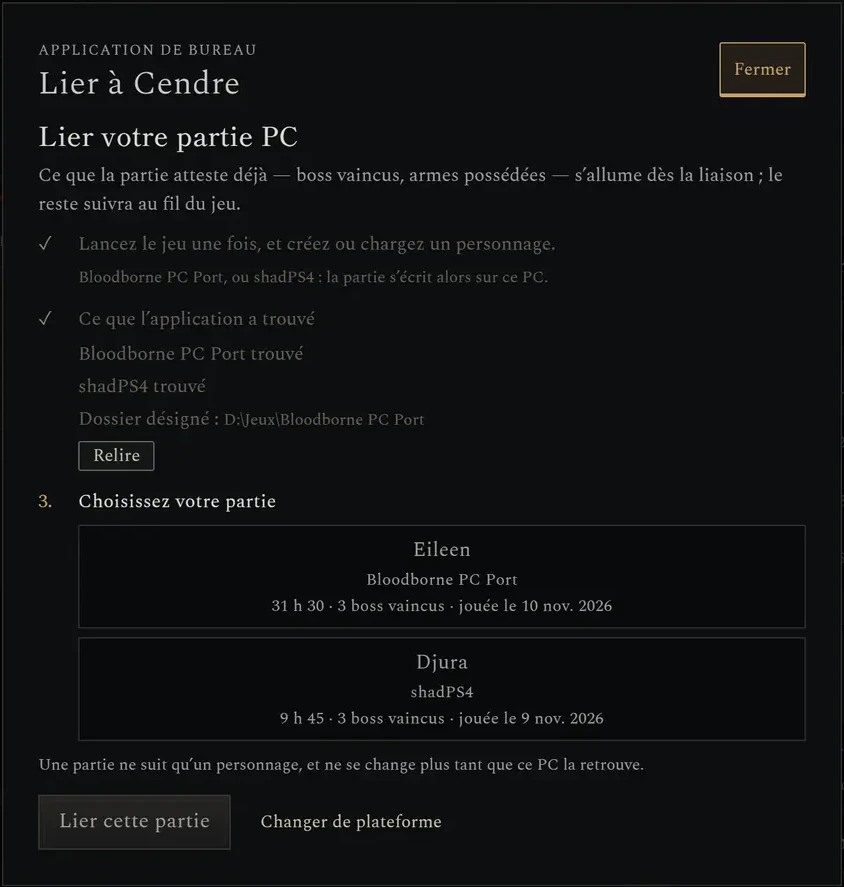 APPLICATION DE BUREAU
Lier à Cendre
Fermer
Lier votre partie PC
Ce que la partie atteste déjà — boss vaincus, armes possédées — s’allume dès la liaison ; le
reste suivra au fil du jeu.
✓ Lancez le jeu une fois, et créez ou chargez un personnage.
Bloodborne PC Port, ou shadPS4 : la partie s’écrit alors sur ce PC.
✓ Ce que l’application a trouvé
Bloodborne PC Port trouvé
shadPS4 trouvé
Dossier désigné : D:\Jeux\Bloodborne PC Port
Relire
3. Choisissez votre partie
Eileen
Bloodborne PC Port
31 h 30 · 3 boss vaincus · jouée le 10 nov. 2026
Djura
shadPS4
9 h 45 · 3 boss vaincus · jouée le 9 nov. 2026
Une partie ne suit qu’un personnage, et ne se change plus tant que ce PC la retrouve.
Lier cette partie
Changer de plateforme